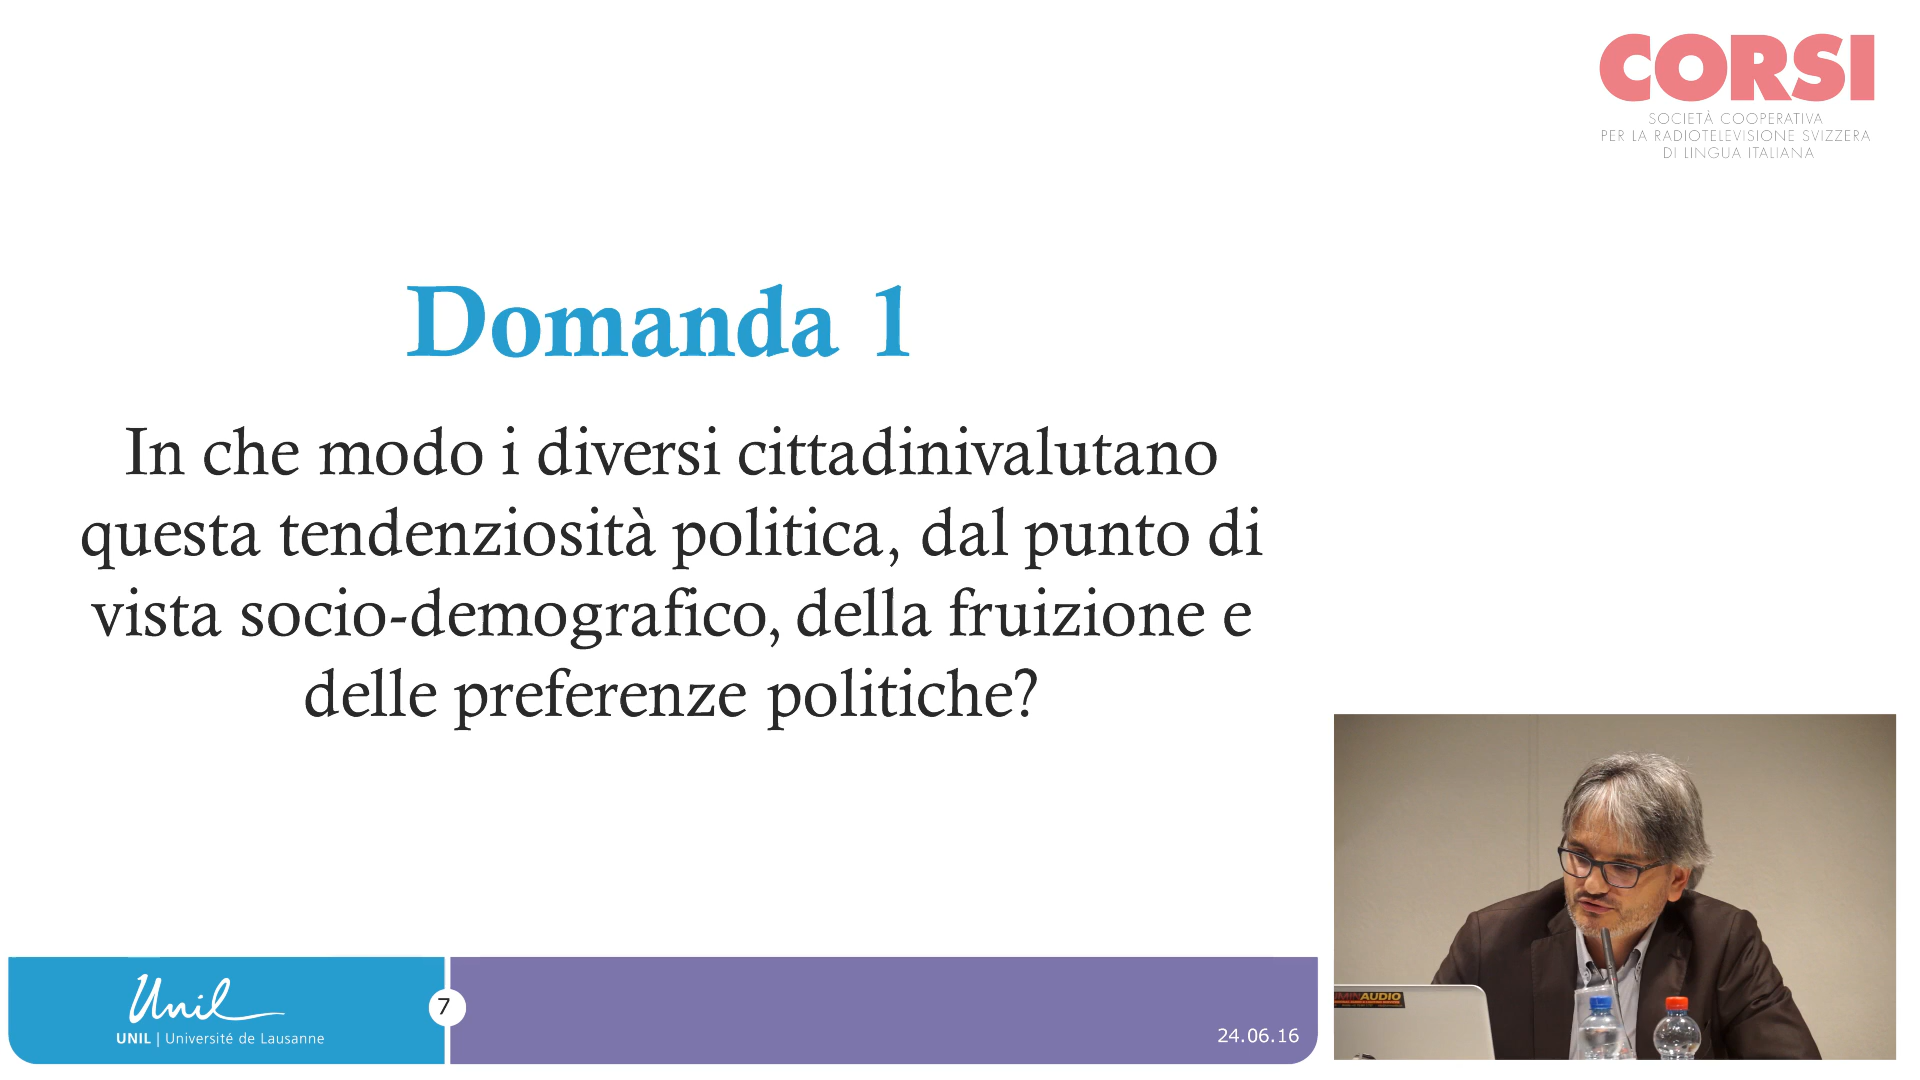 CORSI
SOCIETÀ COOPERATIVA
PER LA RADIOTELEVISIONE SVIZZERA
DI LINGUA ITALIANA
Domanda 1
In che modo i diversi cittadinivalutano
questa tendenziosità politica, dal punto di
vista socio-demografico, della fruizione e
delle preferenze politiche?
Unil
UNIL | Université de Lausanne
7
24.06.16
AUDIO